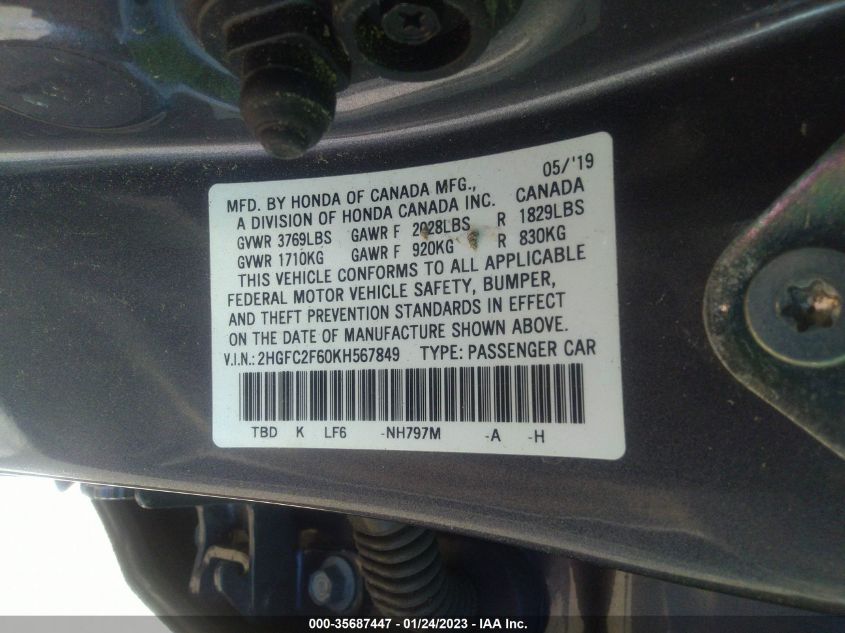 05/'19
MFD. BY HONDA OF CANADA MFG.,
A DIVISION OF HONDA CANADA INC. CANADA
GVWR 3769LBS GAWR F 2028LBS R 1829LBS
GVWR 1710KG GAWR F 920KG R 830KG
THIS VEHICLE CONFORMS TO ALL APPLICABLE
FEDERAL MOTOR VEHICLE SAFETY, BUMPER,
AND THEFT PREVENTION STANDARDS IN EFFECT
ON THE DATE OF MANUFACTURE SHOWN ABOVE.
V.I.N.: 2HGFC2F60KH567849 TYPE: PASSENGER CAR
TBD K LF6 -NH797M -A -H
000-35687447 - 01/24/2023 - IAA Inc.